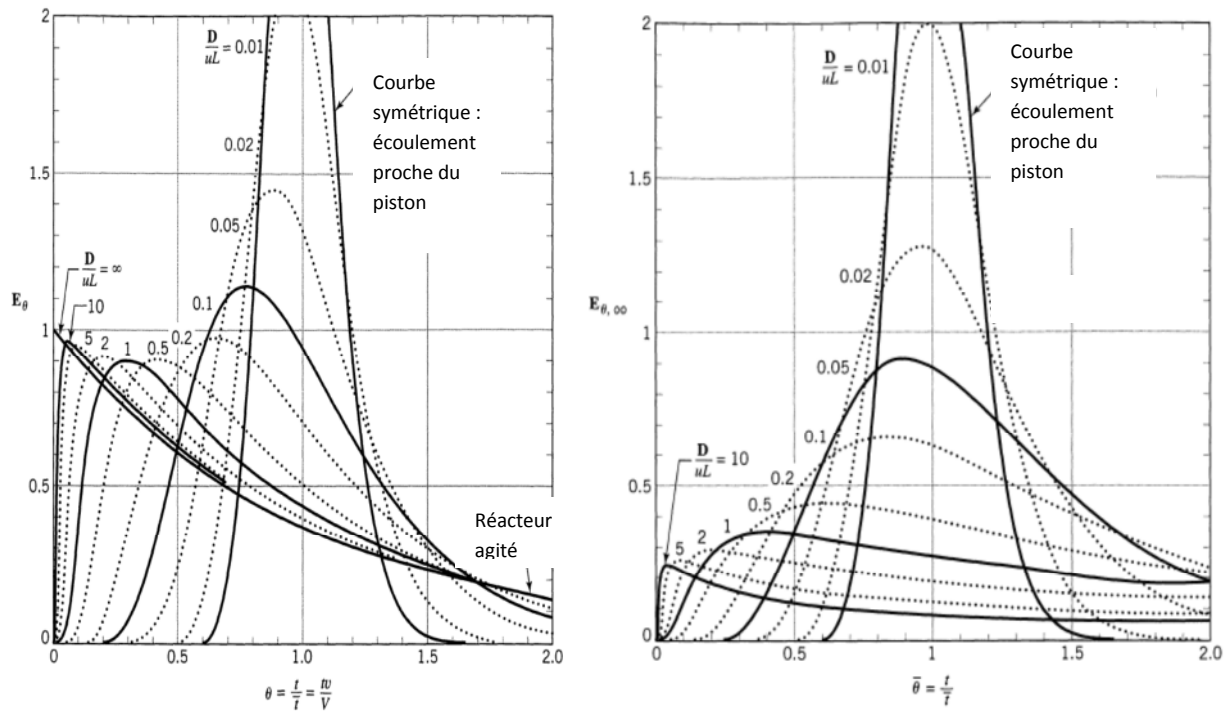 2
D
uL = 0.01
Courbe
symétrique :
écoulement
proche du
piston
0.02
1.5
0.05
D
uL = ∞
10
Eθ
0.1
1
5
2
1
0.5
0.2
0.5
Réacteur
agité
0
0
0.5
1.0
1.5
2.0
θ = t/t̄ = tv/V
2
D
uL = 0.01
Courbe
symétrique :
écoulement
proche du
piston
1.5
0.02
Eθ, oo
1
0.05
0.1
D
uL = 10
0.5
0.2
0.5
1
2
5
0
0
0.5
1
1.5
2.0
θ̄ = t/t̄